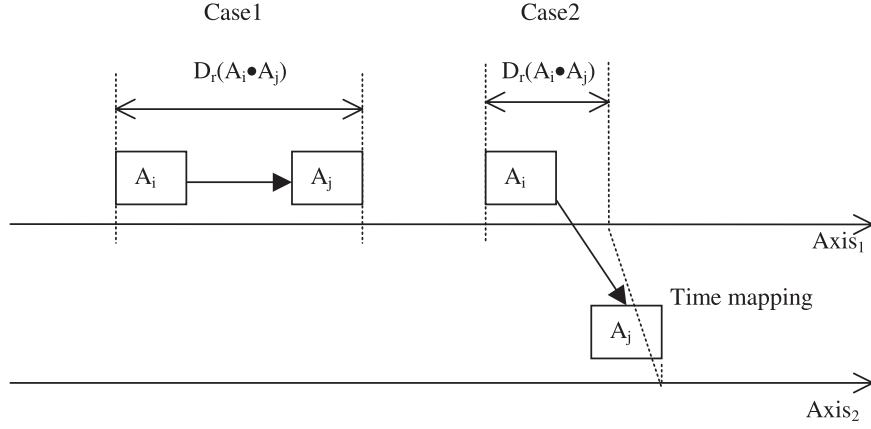 Case1
Case2
Dr(Ai●Aj)
Dr(Ai●Aj)
Ai
Aj
Ai
Axis1
Time mapping
Aj
Axis2